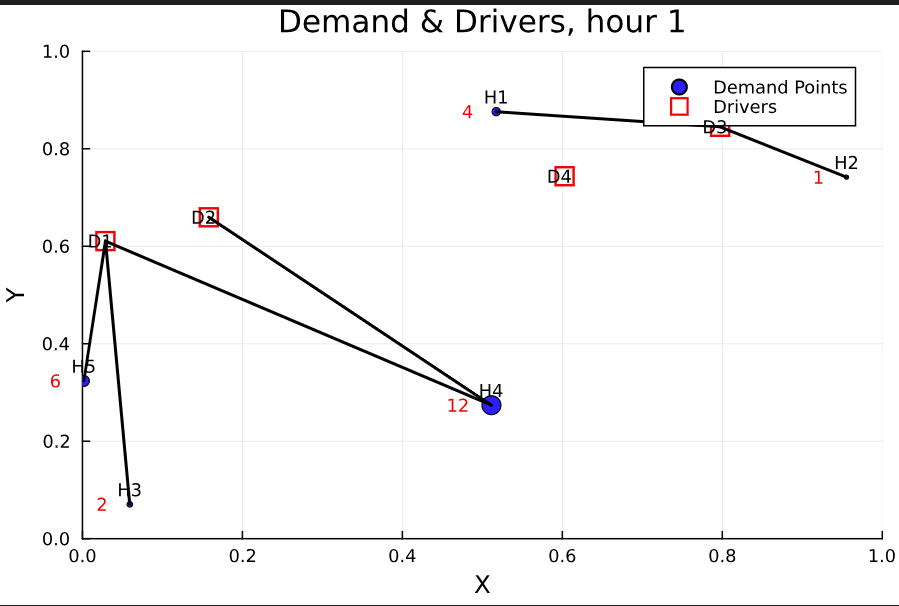 Demand & Drivers, hour 1
1.0
Demand Points
Drivers
H1
4
D3
0.8
H2
D4
1
D2
D1
0.6
Y
0.4
H5
6
H4
12
0.2
H3
2
0.0
0.0 0.2 0.4 0.6 0.8 1.0
X